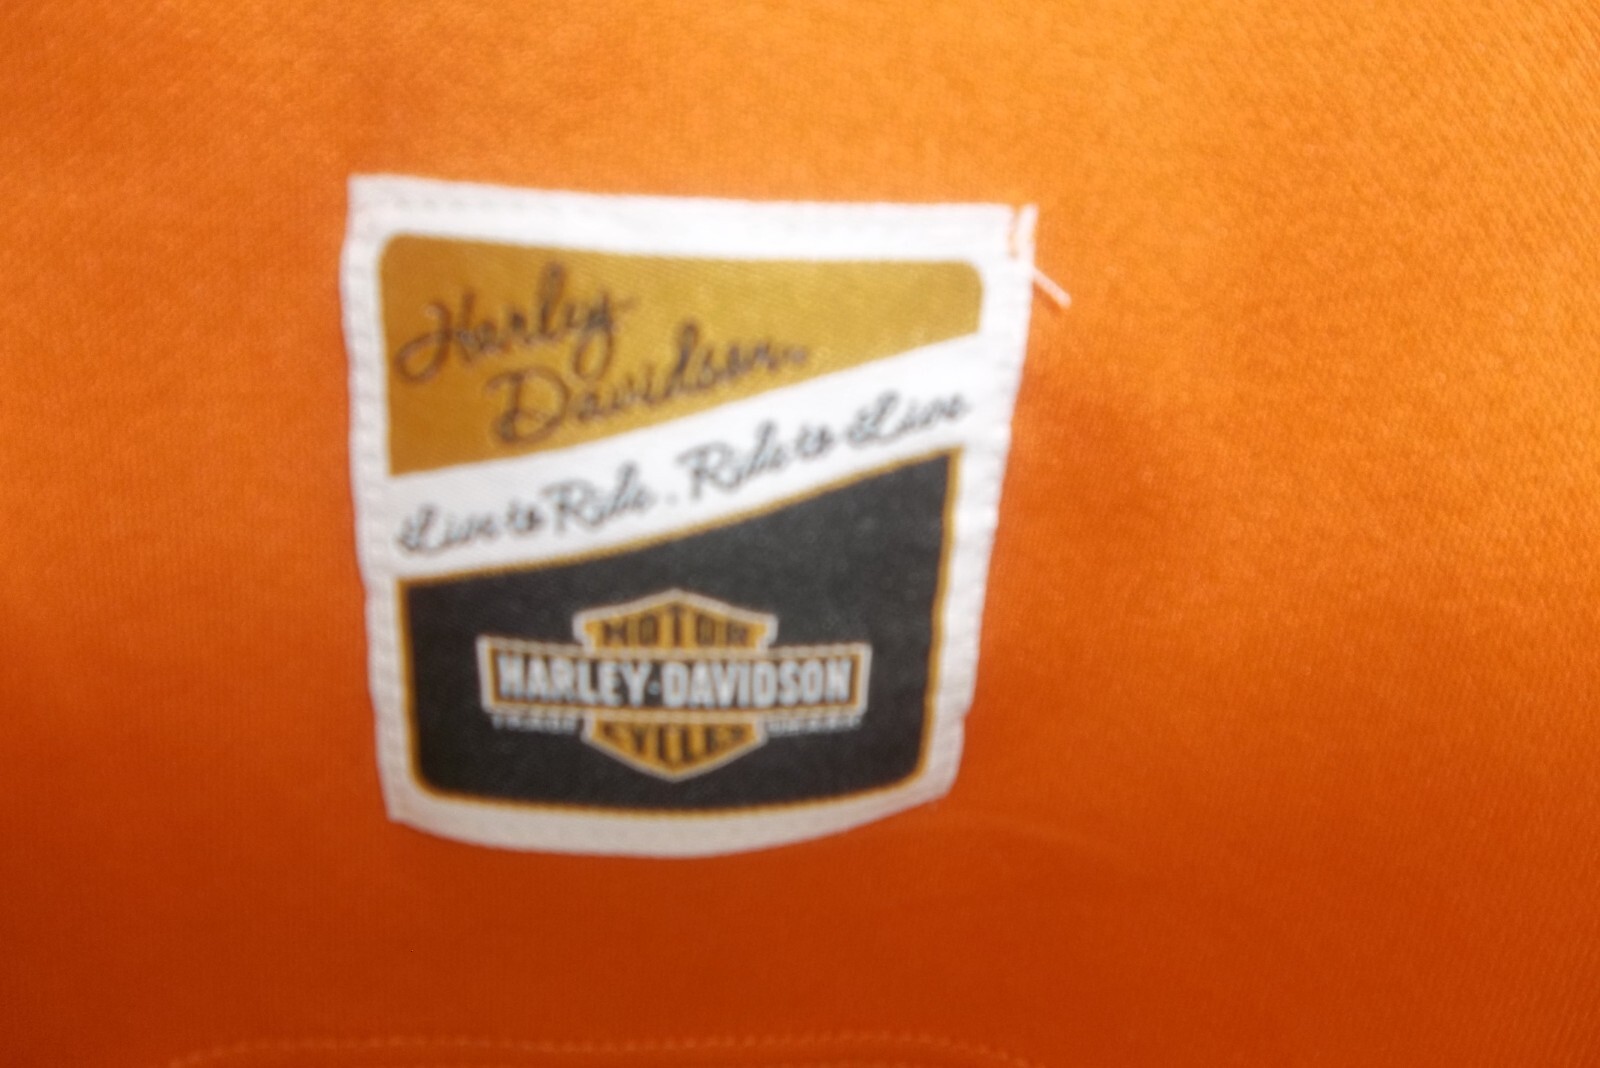 Harley-
Davidson
Live to Ride . Ride to Live
MOTOR
HARLEY-DAVIDSON
CYCLES